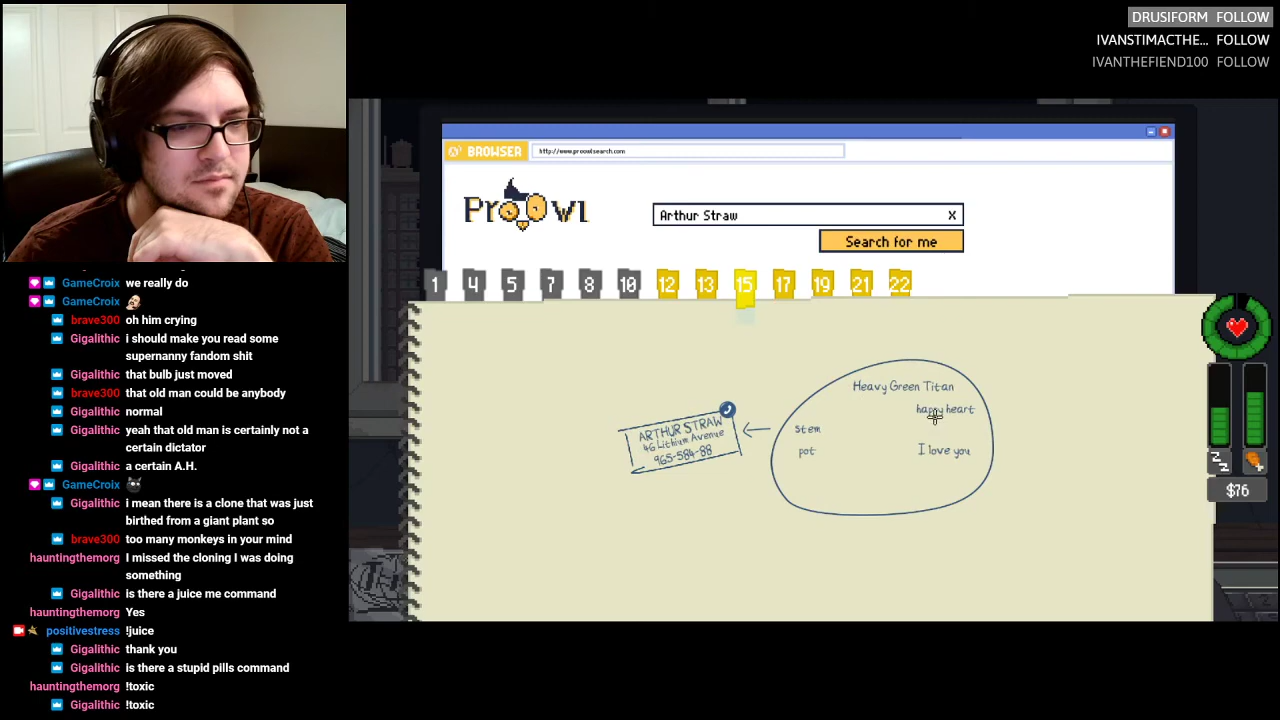 DRUSIFORM FOLLOW
IVANSTIMACTHE... FOLLOW
IVANTHEFIEND100 FOLLOW
BROWSER
http://www.proowlsearch.com
PrOOwl
Arthur Straw X
Search for me
1 4 5 7 8 10 12 13 15 17 19 21 22
Heavy Green Titan
happy heart
stem
pot
I love you
ARTHUR STRAW
46 Lithium Avenue
965-584-88
$76
GameCroix we really do
GameCroix
brave300 oh him crying
Gigalithic i should make you read some
supernanny fandom shit
Gigalithic that bulb just moved
brave300 that old man could be anybody
Gigalithic normal
Gigalithic yeah that old man is certainly not a
certain dictator
Gigalithic a certain A.H.
GameCroix
Gigalithic i mean there is a clone that was just
birthed from a giant plant so
brave300 too many monkeys in your mind
hauntingthemorg I missed the cloning I was doing
something
Gigalithic is there a juice me command
hauntingthemorg Yes
positivestress !juice
Gigalithic thank you
Gigalithic is there a stupid pills command
hauntingthemorg !toxic
Gigalithic !toxic